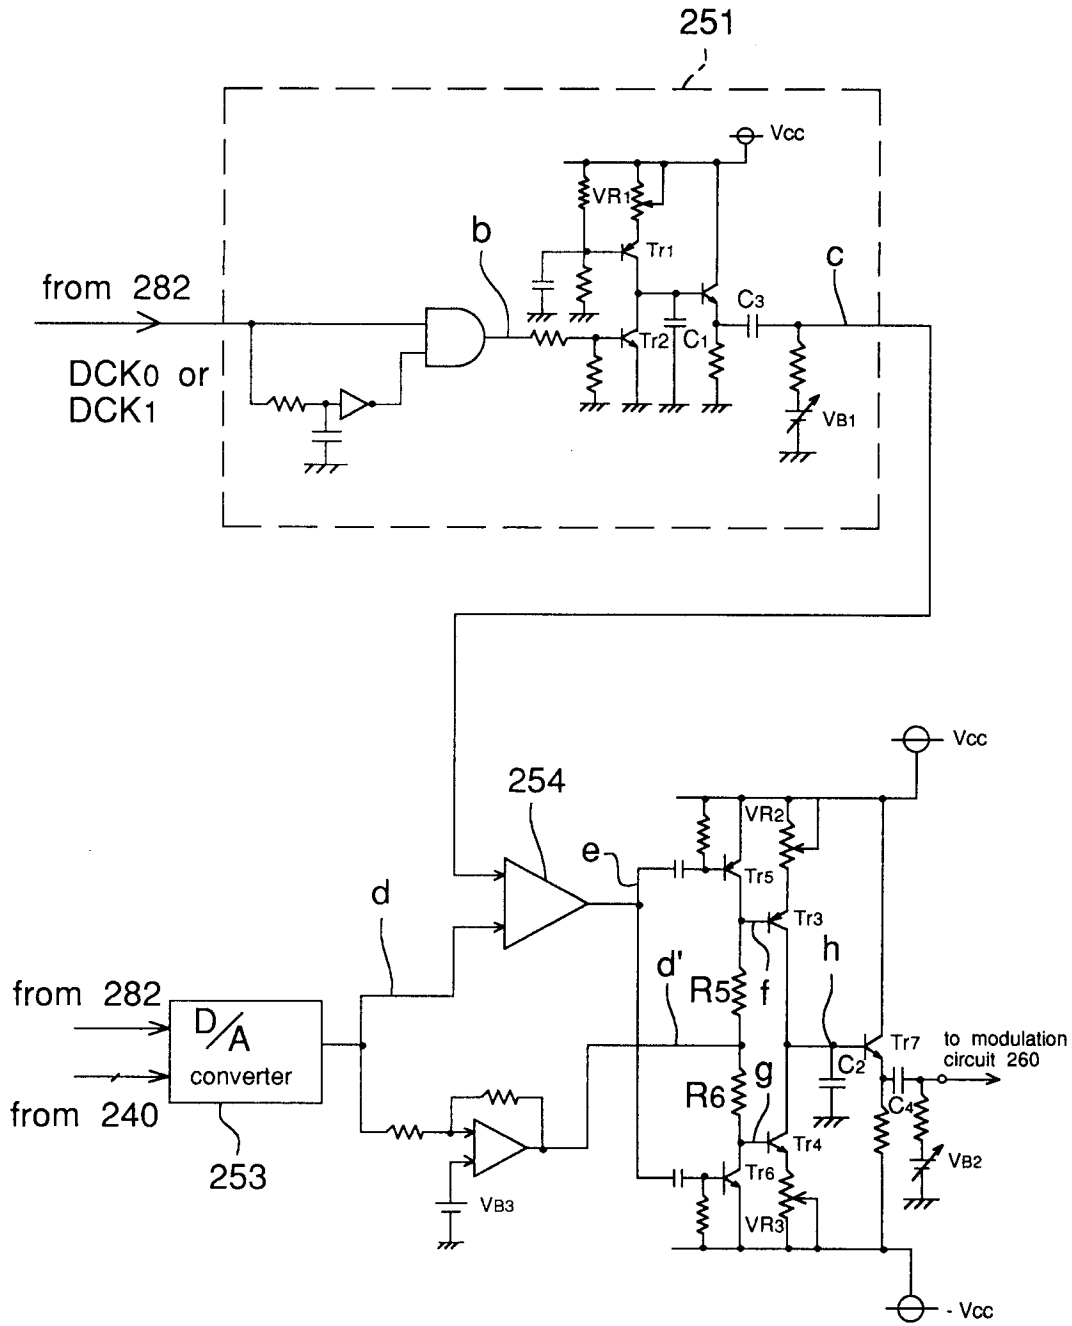 251
Vcc
VR1
b
Tr1
from 282
c
C3
Tr2
C1
DCK0 or
DCK1
VB1
Vcc
254
VR2
e
Tr5
d
Tr3
d'
h
from 282
R5
f
D/A
converter
Tr7
to modulation
circuit 260
g
C2
R6
C4
from 240
Tr4
253
Tr6
VB2
VB3
VR3
- Vcc